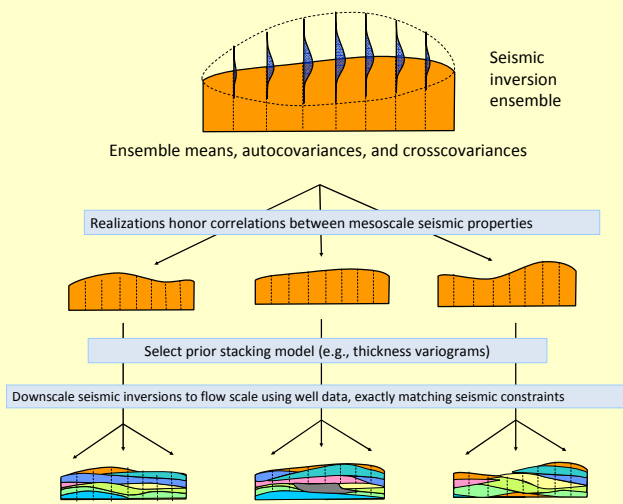 Seismic
inversion
ensemble
Ensemble means, autocovariances, and crosscovariances
Realizations honor correlations between mesoscale seismic properties
Select prior stacking model (e.g., thickness variograms)
Downscale seismic inversions to flow scale using well data, exactly matching seismic constraints